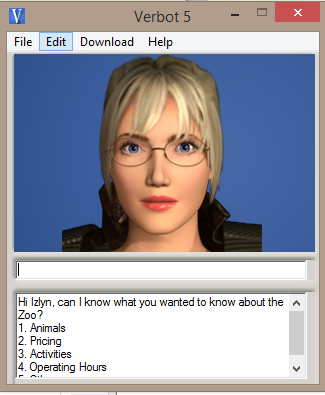 V Verbot 5
File Edit Download Help
Hi Izlyn, can I know what you wanted to know about the
Zoo?
1. Animals
2. Pricing
3. Activities
4. Operating Hours